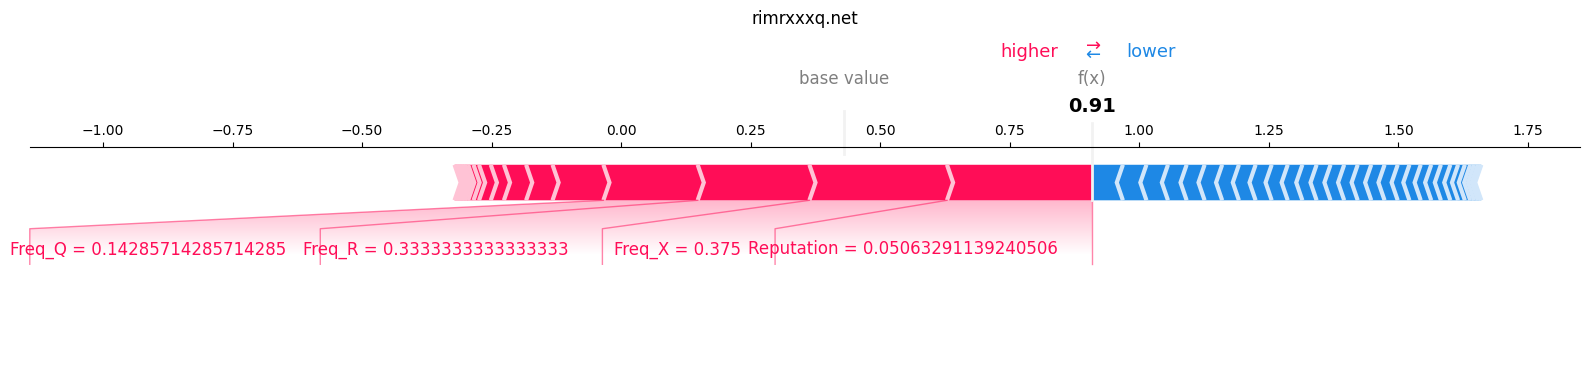 rimrxxxq.net
higher → ← lower
base value f(x)
0.91
−1.00 −0.75 −0.50 −0.25 0.00 0.25 0.50 0.75 1.00 1.25 1.50 1.75
Freq_Q = 0.14285714285714285 Freq_R = 0.3333333333333333 Freq_X = 0.375 Reputation = 0.05063291139240506